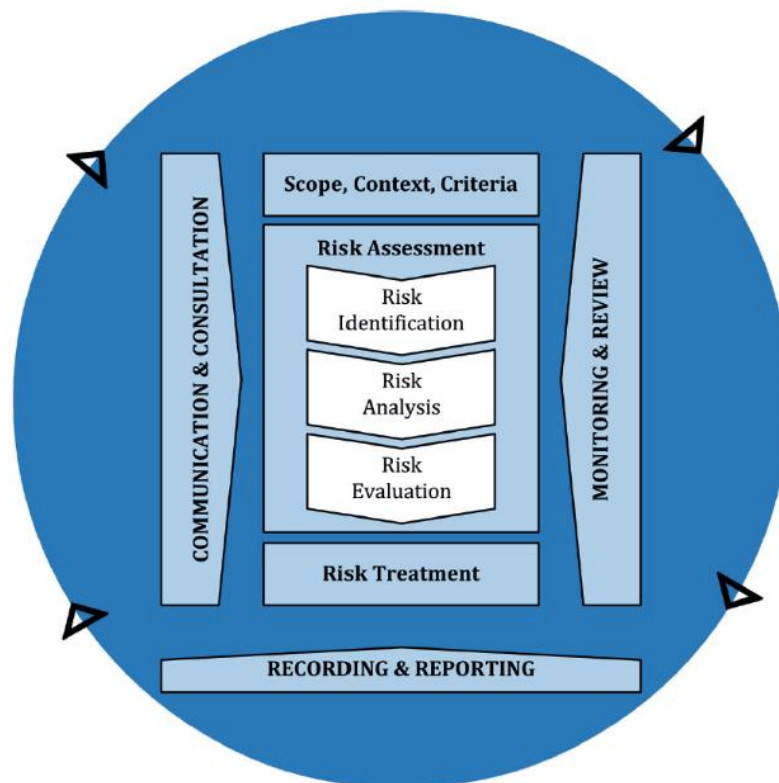 Scope, Context, Criteria
Risk Assessment
Risk
Identification
Risk
Analysis
Risk
Evaluation
Risk Treatment
COMMUNICATION & CONSULTATION
MONITORING & REVIEW
RECORDING & REPORTING